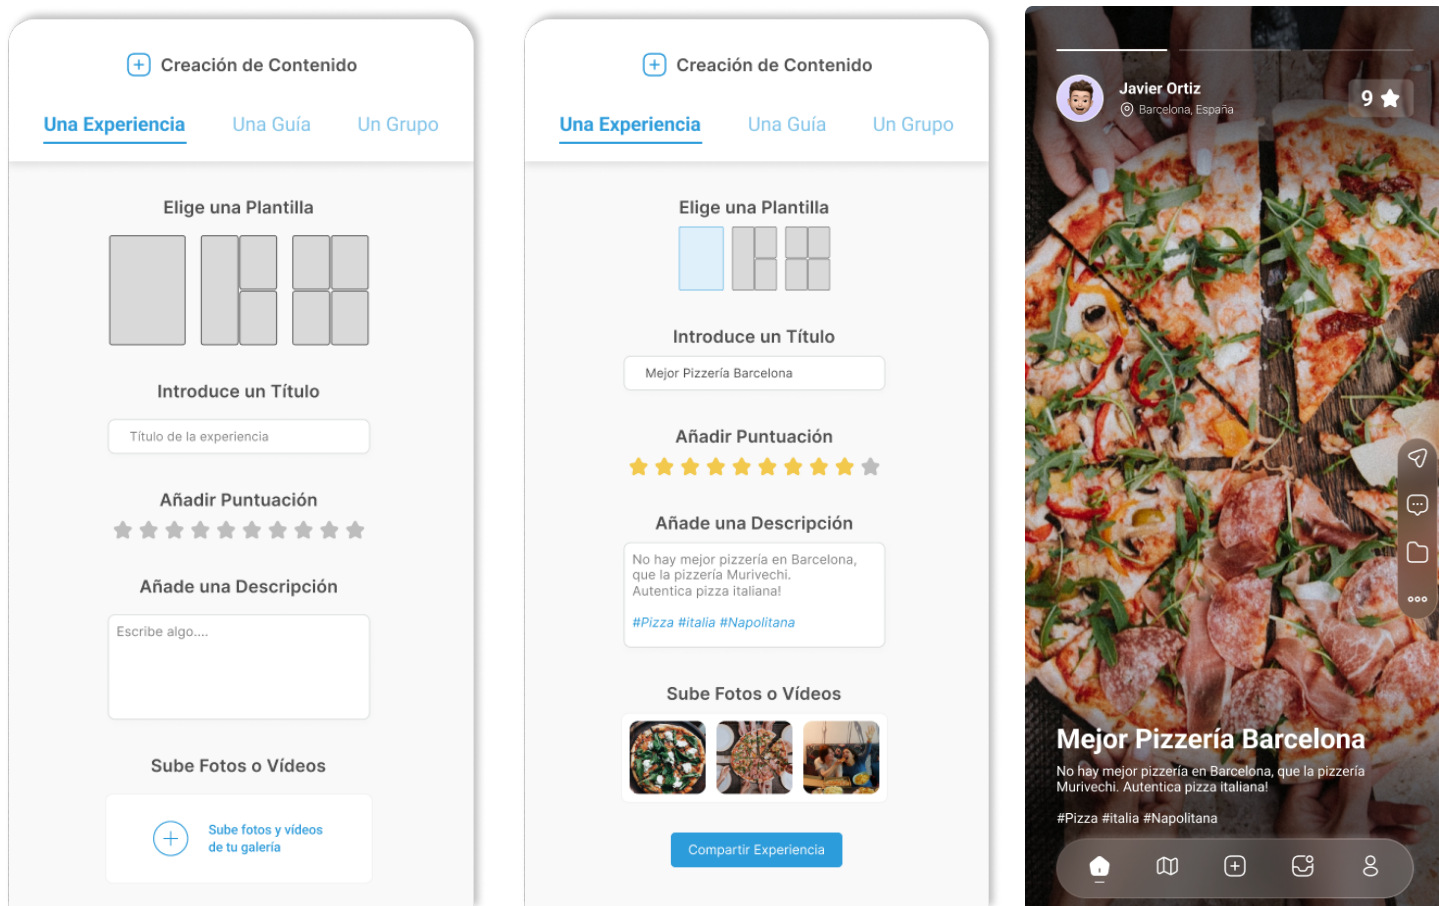 Creación de Contenido
Una Experiencia
Una Guía
Un Grupo
Elige una Plantilla
Introduce un Título
Título de la experiencia
Añadir Puntuación
Añade una Descripción
Escribe algo....
Sube Fotos o Vídeos
Sube fotos y vídeos
de tu galería
Creación de Contenido
Una Experiencia
Una Guía
Un Grupo
Elige una Plantilla
Introduce un Título
Mejor Pizzería Barcelona
Añadir Puntuación
Añade una Descripción
No hay mejor pizzería en Barcelona,
que la pizzería Murivechi.
Autentica pizza italiana!
#Pizza #italia #Napolitana
Sube Fotos o Vídeos
Compartir Experiencia
Javier Ortiz
Barcelona, España
9
Mejor Pizzería Barcelona
No hay mejor pizzería en Barcelona, que la pizzería
Murivechi. Autentica pizza italiana!
#Pizza #italia #Napolitana